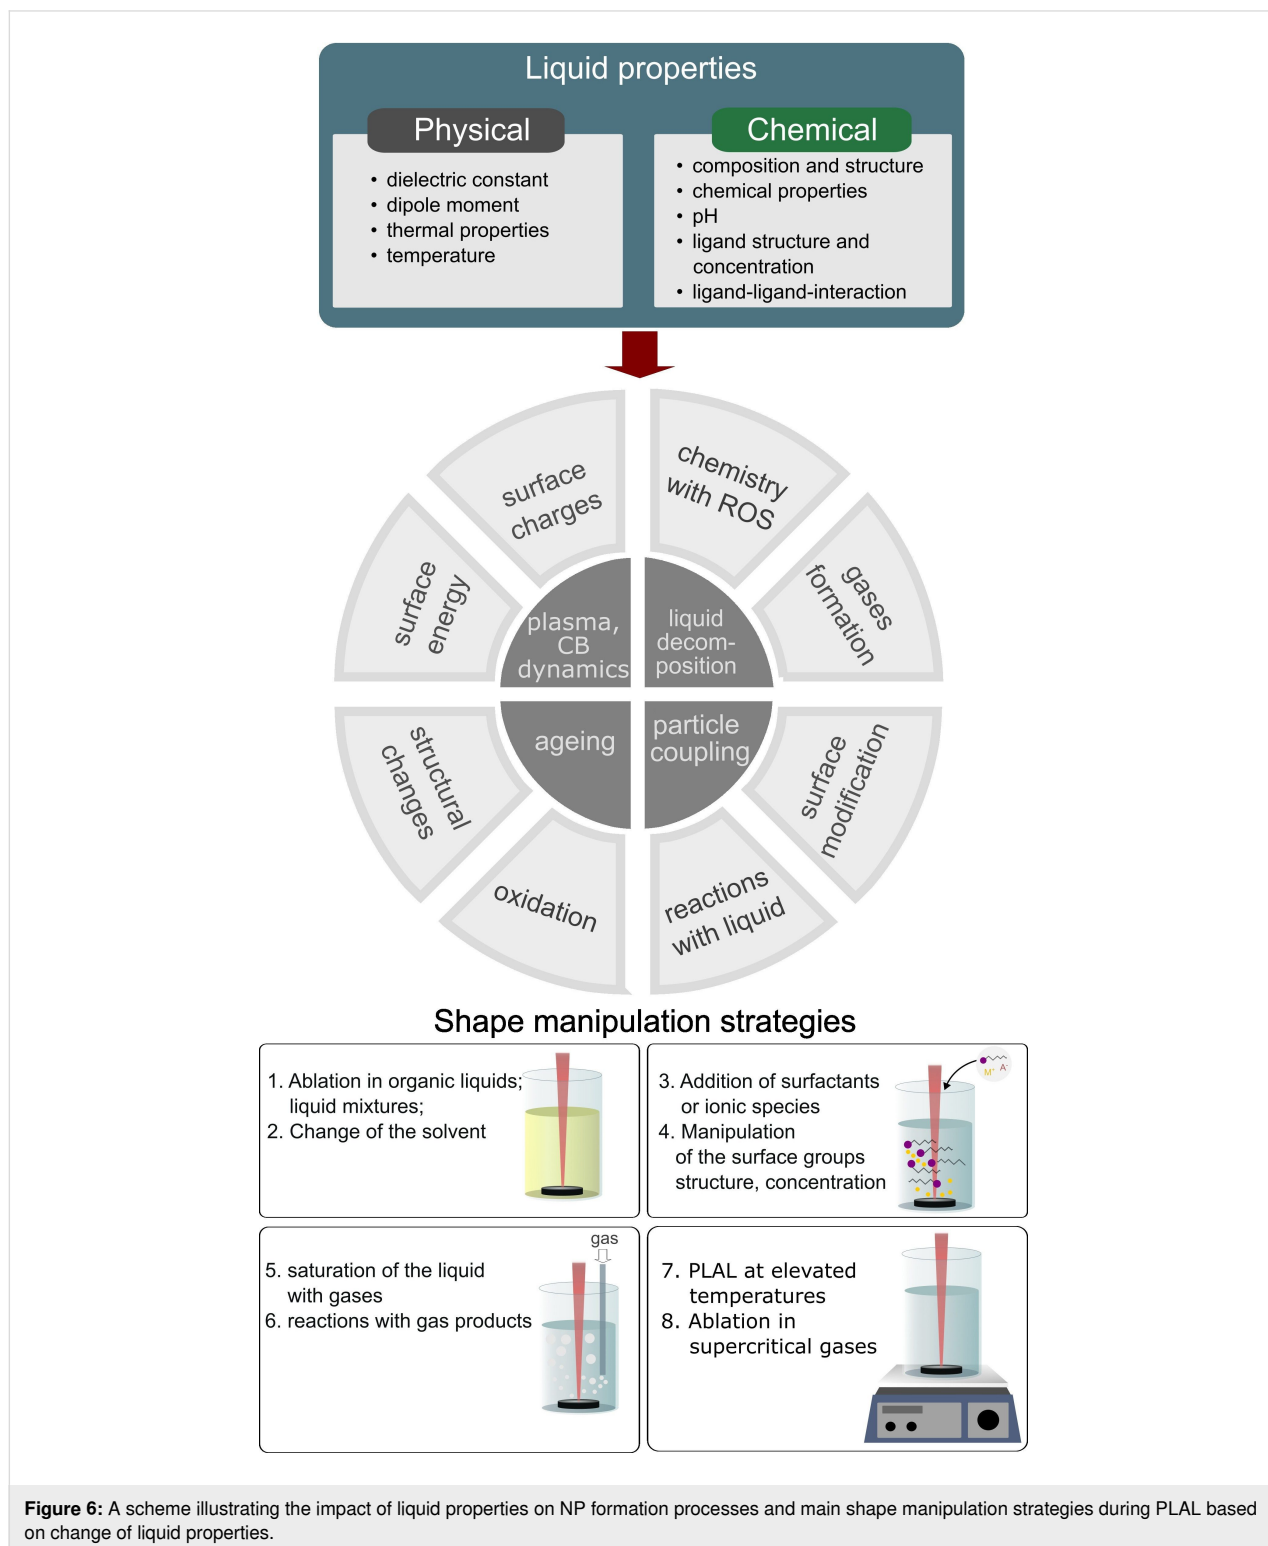 Liquid properties
Physical
• dielectric constant
• dipole moment
• thermal properties
• temperature
Chemical
• composition and structure
• chemical properties
• pH
• ligand structure and
concentration
• ligand-ligand-interaction
surface
charges
chemistry
with ROS
surface
energy
gases
formation
plasma,
CB
dynamics
liquid
decom-
position
ageing
particle
coupling
structural
changes
surface
modification
oxidation
reactions
with liquid
Shape manipulation strategies
1. Ablation in organic liquids;
liquid mixtures;
2. Change of the solvent
3. Addition of surfactants
or ionic species
4. Manipulation
of the surface groups
structure, concentration
M⁺ A⁻
5. saturation of the liquid
with gases
6. reactions with gas products
gas
7. PLAL at elevated
temperatures
8. Ablation in
supercritical gases
Figure 6: A scheme illustrating the impact of liquid properties on NP formation processes and main shape manipulation strategies during PLAL based
on change of liquid properties.